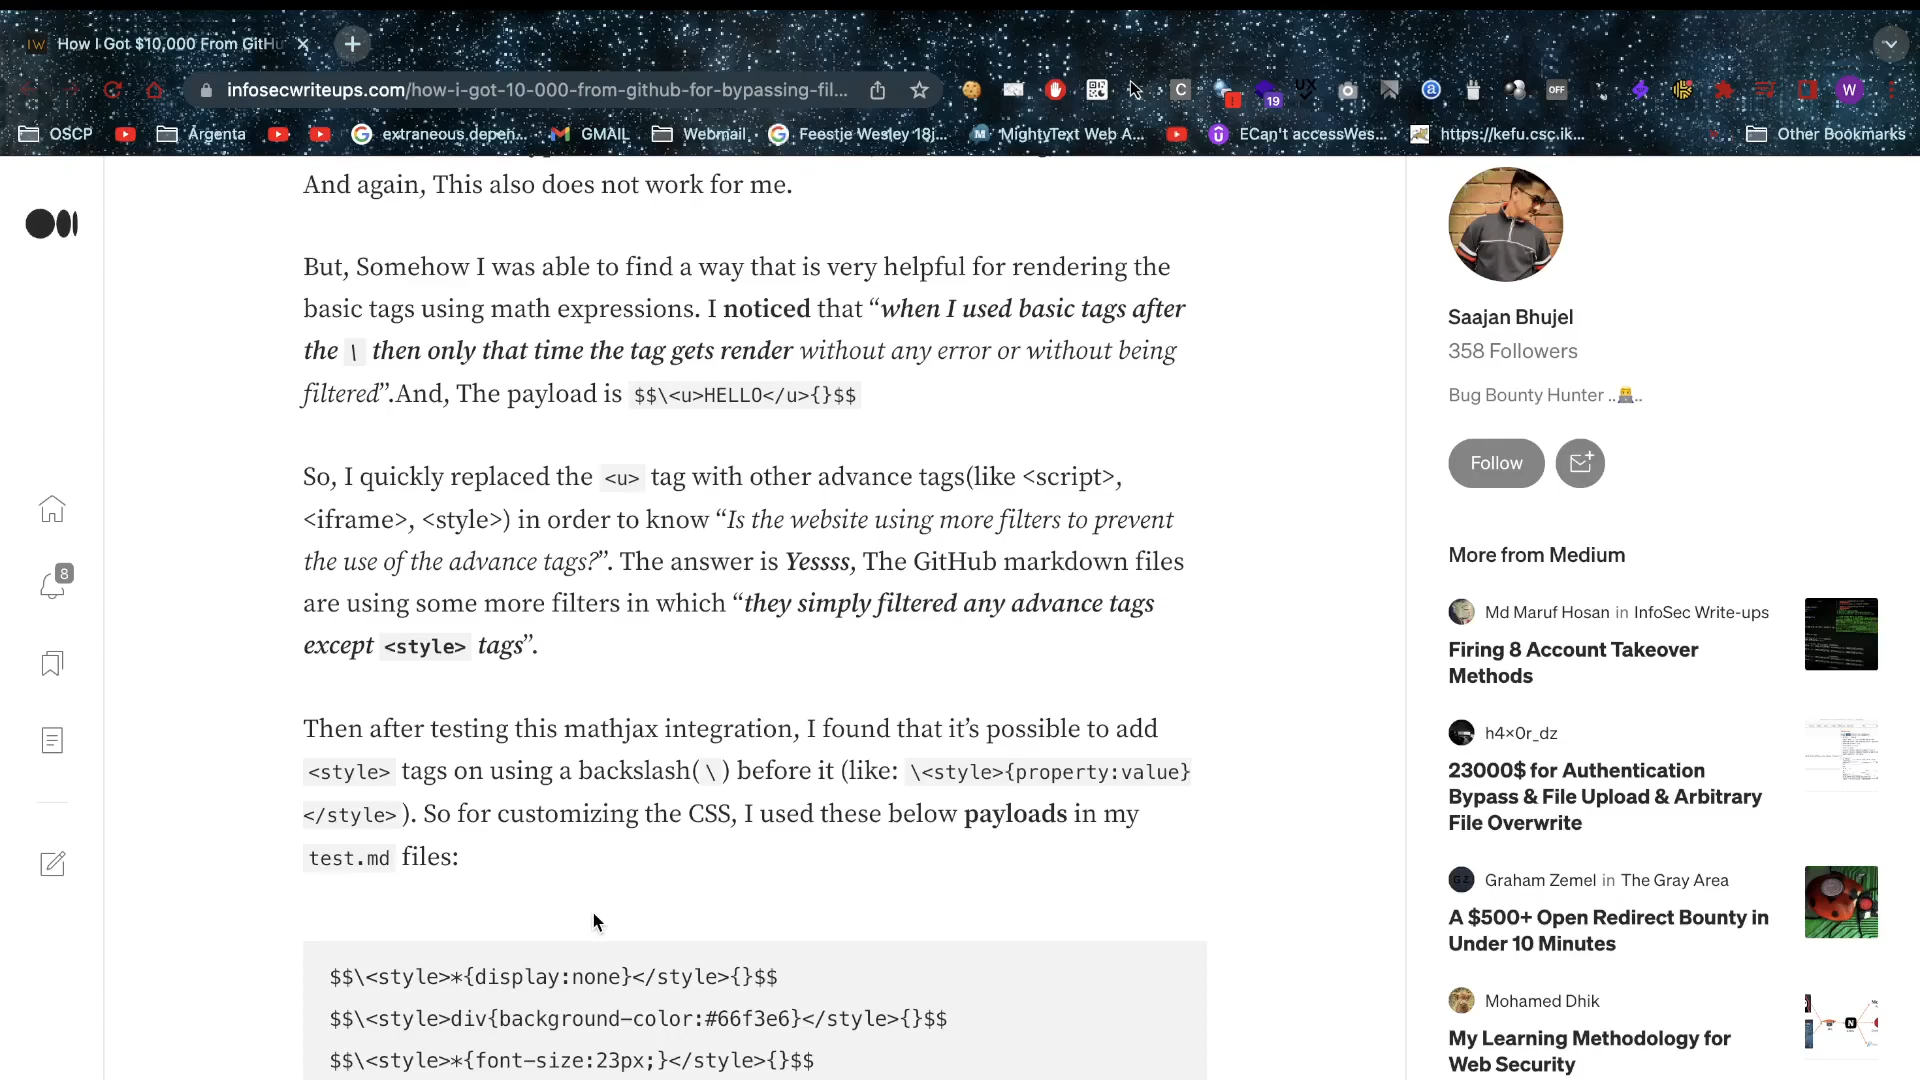 How I Got $10,000 From GitHu
infosecwriteups.com/how-i-got-10-000-from-github-for-bypassing-fil...
C
19
UX
OFF
W
OSCP
Argenta
extraneous.depen...
GMAIL
Webmail
Feestje Wesley 18j...
MightyText Web A...
ECan't accessWes...
https://kefu.csc.ik...
Other Bookmarks
And again, This also does not work for me.
But, Somehow I was able to find a way that is very helpful for rendering the
basic tags using math expressions. I noticed that “when I used basic tags after
the \ then only that time the tag gets render without any error or without being
filtered”.And, The payload is $$\<u>HELLO</u>{}$$
So, I quickly replaced the <u> tag with other advance tags(like <script>,
<iframe>, <style>) in order to know “Is the website using more filters to prevent
the use of the advance tags?”. The answer is Yessss, The GitHub markdown files
are using some more filters in which “they simply filtered any advance tags
except <style> tags”.
Then after testing this mathjax integration, I found that it’s possible to add
<style> tags on using a backslash(\) before it (like: \<style>{property:value}
</style>). So for customizing the CSS, I used these below payloads in my
test.md files:
$$\<style>*{display:none}</style>{}$$
$$\<style>div{background-color:#66f3e6}</style>{}$$
$$\<style>*{font-size:23px;}</style>{}$$
8
Saajan Bhujel
358 Followers
Bug Bounty Hunter ..👨‍💻..
Follow
More from Medium
Md Maruf Hosan in InfoSec Write-ups
Firing 8 Account Takeover
Methods
h4x0r_dz
23000$ for Authentication
Bypass & File Upload & Arbitrary
File Overwrite
Graham Zemel in The Gray Area
A $500+ Open Redirect Bounty in
Under 10 Minutes
Mohamed Dhik
My Learning Methodology for
Web Security